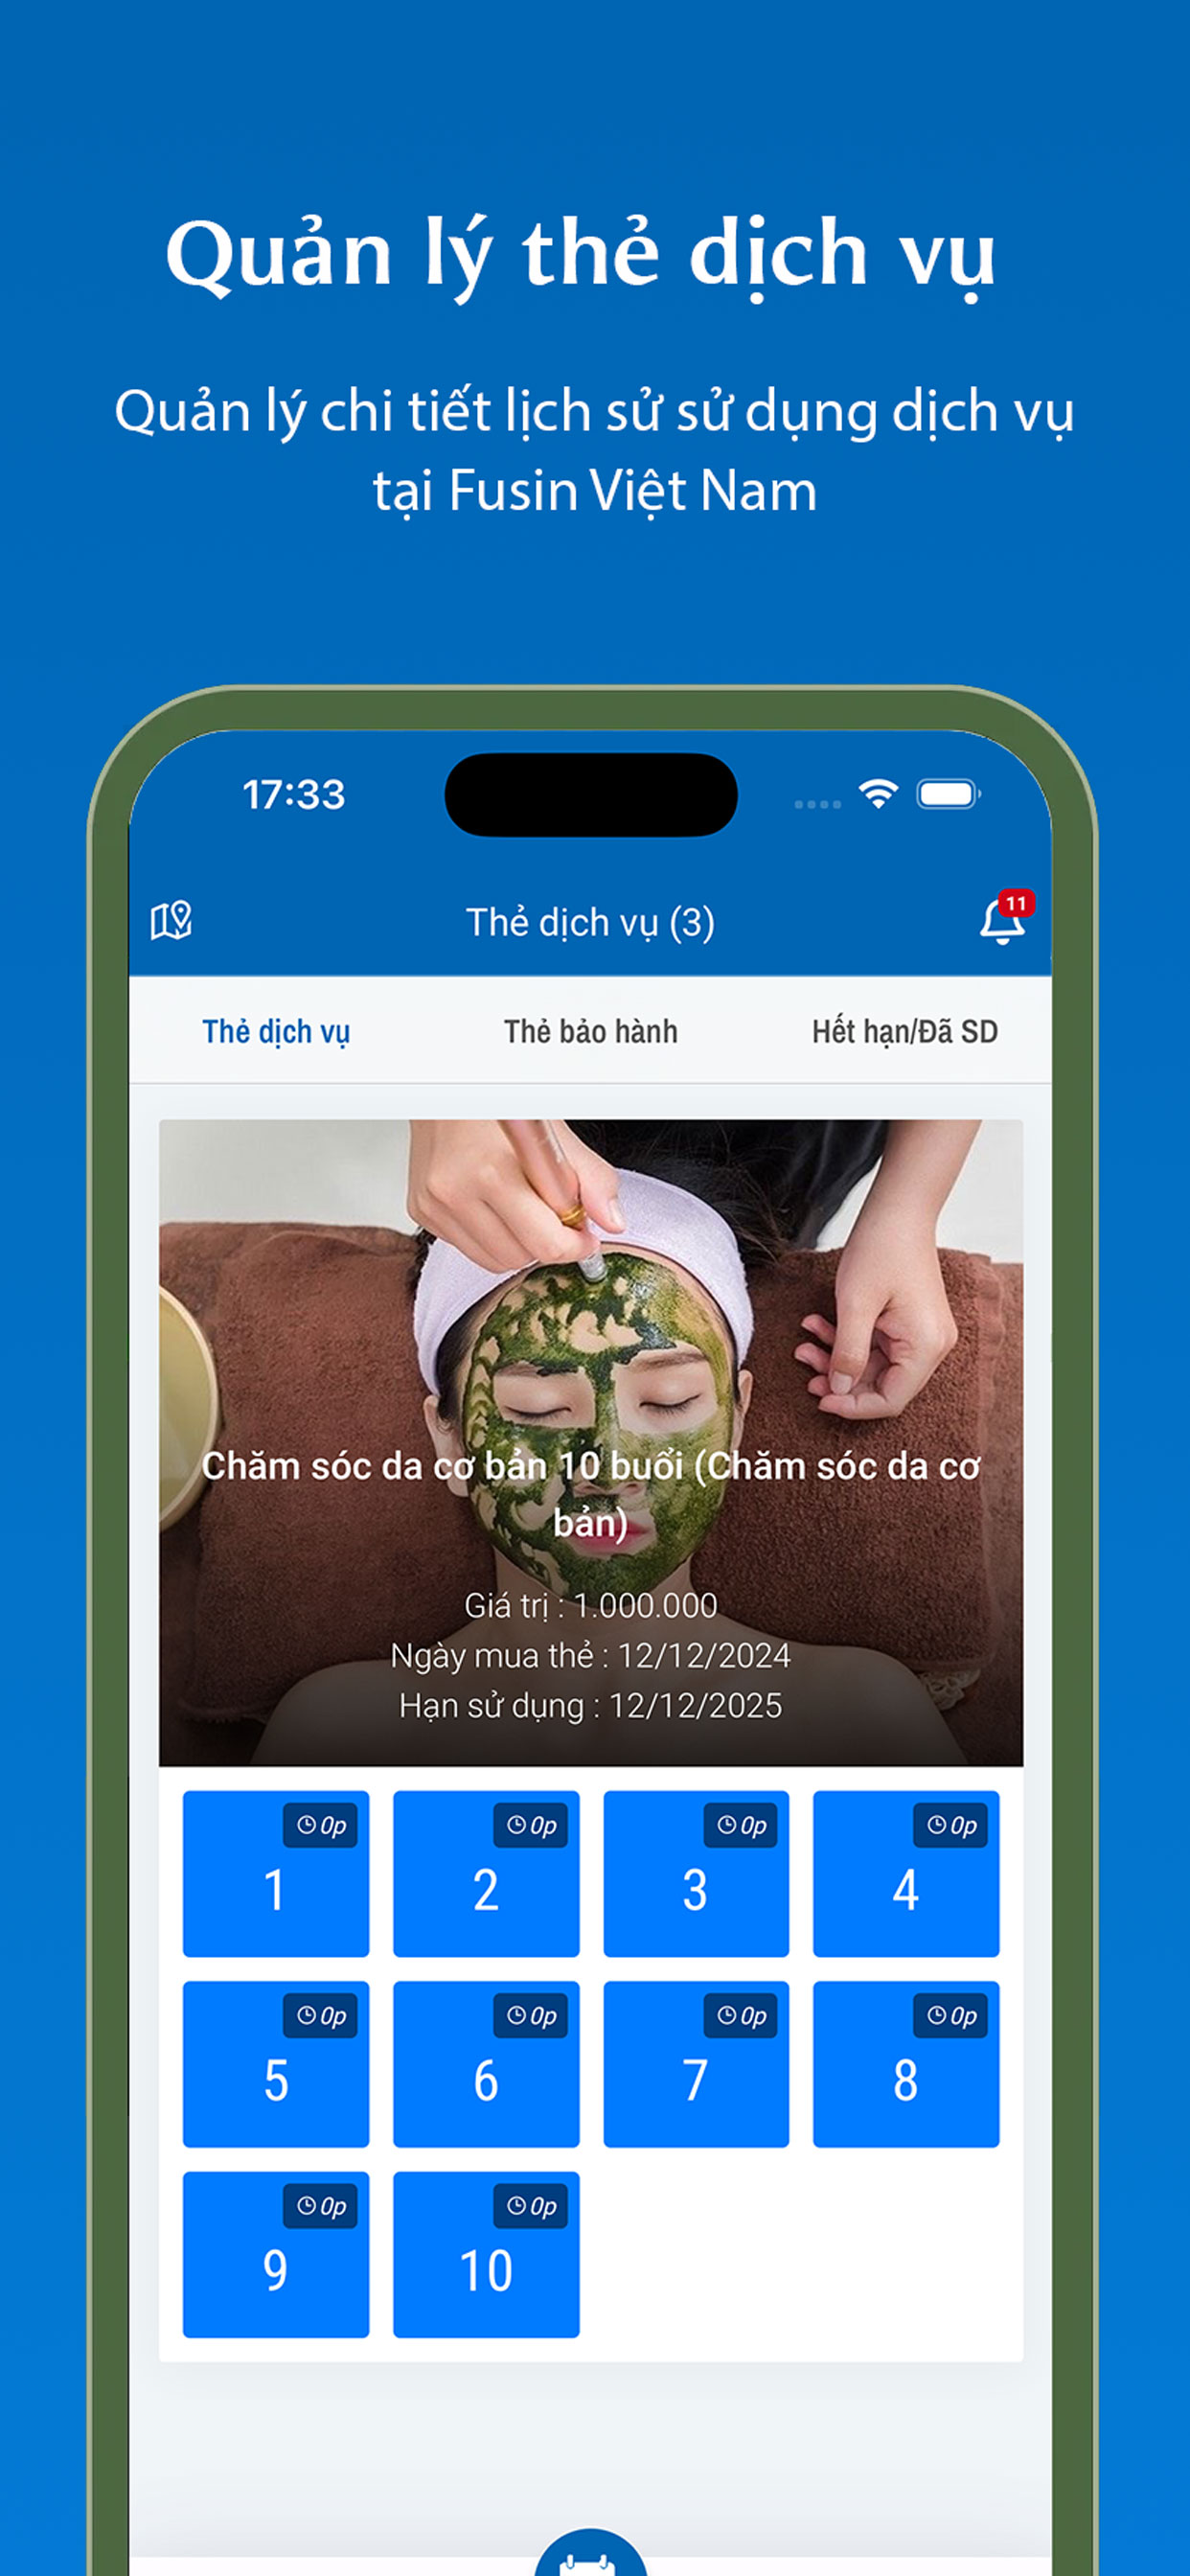 Quản lý thẻ dịch vụ
Quản lý chi tiết lịch sử sử dụng dịch vụ
tại Fusin Việt Nam
17:33
Thẻ dịch vụ (3)
11
Thẻ dịch vụ
Thẻ bảo hành
Hết hạn/Đã SD
Chăm sóc da cơ bản 10 buổi (Chăm sóc da cơ
bản)
Giá trị : 1.000.000
Ngày mua thẻ : 12/12/2024
Hạn sử dụng : 12/12/2025
0p
1
0p
2
0p
3
0p
4
0p
5
0p
6
0p
7
0p
8
0p
9
0p
10